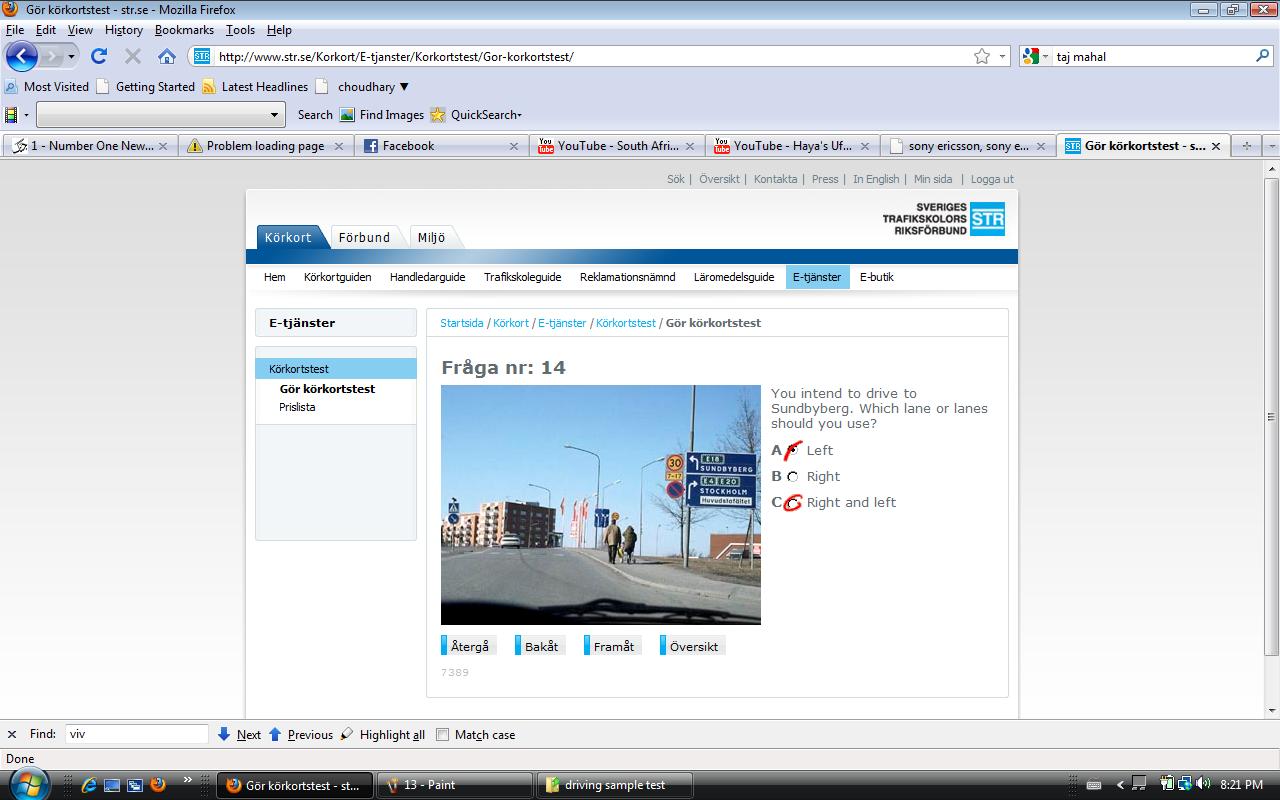 Gör körkortstest - str.se - Mozilla Firefox
File Edit View History Bookmarks Tools Help
STR http://www.str.se/Korkort/E-tjanster/Korkortstest/Gor-korkortstest/ taj mahal
Most Visited Getting Started Latest Headlines choudhary ▼
Search Find Images QuickSearch
1 - Number One New... Problem loading page Facebook YouTube - South Afri... YouTube - Haya's Uf... sony ericsson, sony e... Gör körkortstest - s...
Sök | Översikt | Kontakta | Press | In English | Min sida | Logga ut
SVERIGES
TRAFIKSKOLORS STR
RIKSFÖRBUND
Körkort Förbund Miljö
Hem Körkortguiden Handledarguide Trafikskoleguide Reklamationsnämnd Läromedelsguide E-tjänster E-butik
E-tjänster
Körkortstest
Gör körkortstest
Prislista
Startsida / Körkort / E-tjänster / Körkortstest / Gör körkortstest
Fråga nr: 14
E18
SUNDBYBERG
E4 E20
STOCKHOLM
Huvudstafältet
30
7-17
You intend to drive to
Sundbyberg. Which lane or lanes
should you use?
A Left
B Right
C Right and left
Återgå Bakåt Framåt Översikt
7389
Find: viv Next Previous Highlight all Match case
Done
Gör körkortstest - st... 13 - Paint driving sample test 8:21 PM